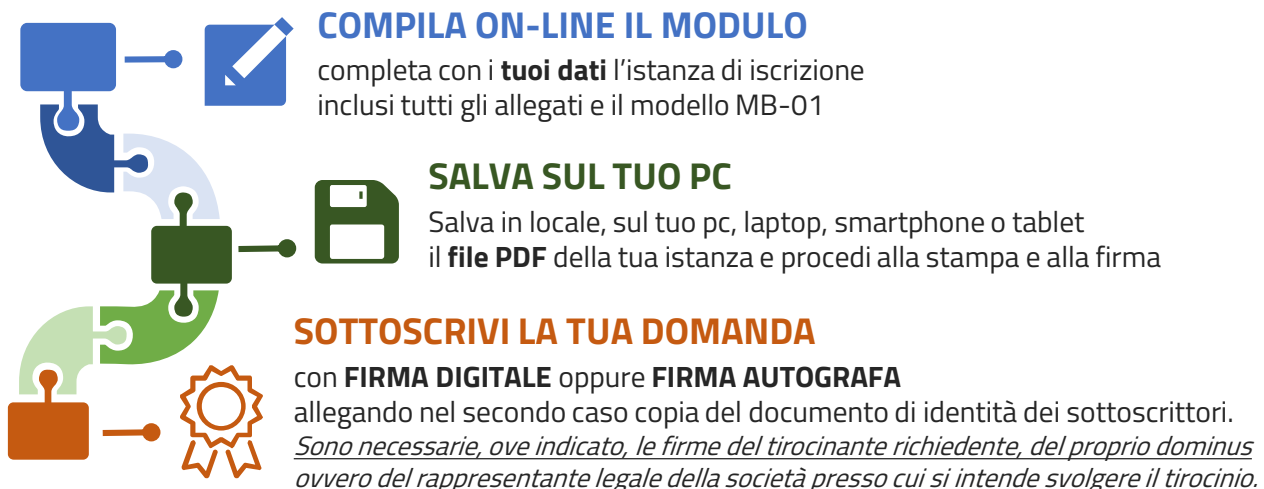 COMPILA ON-LINE IL MODULO
completa con i tuoi dati l'istanza di iscrizione
inclusi tutti gli allegati e il modello MB-01
SALVA SUL TUO PC
Salva in locale, sul tuo pc, laptop, smartphone o tablet
il file PDF della tua istanza e procedi alla stampa e alla firma
SOTTOSCRIVI LA TUA DOMANDA
con FIRMA DIGITALE oppure FIRMA AUTOGRAFA
allegando nel secondo caso copia del documento di identità dei sottoscrittori.
Sono necessarie, ove indicato, le firme del tirocinante richiedente, del proprio dominus
ovvero del rappresentante legale della società presso cui si intende svolgere il tirocinio.